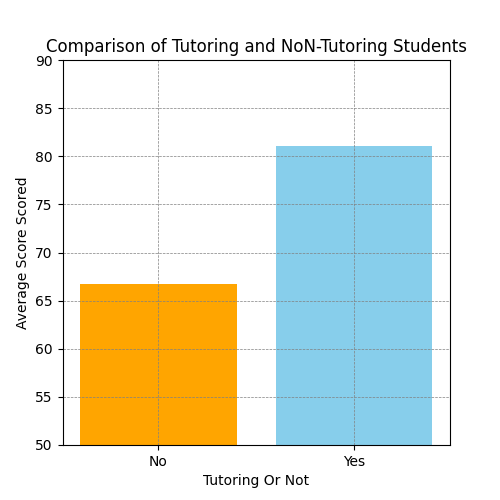 Comparison of Tutoring and NoN-Tutoring Students
90
85
80
75
70
65
60
55
50
Average Score Scored
No Yes
Tutoring Or Not